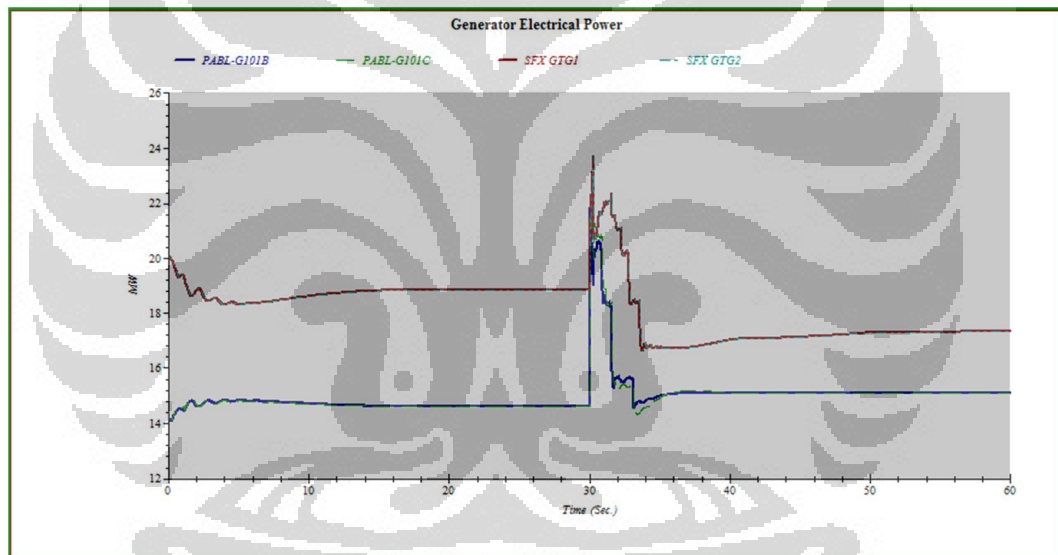 Generator Electrical Power
PABL-G101B PABL-G101C SFX GTG1 SFX GTG2
26
24
22
20
18
16
14
12
MW
0 10 20 30 40 50 60
Time (Sec.)